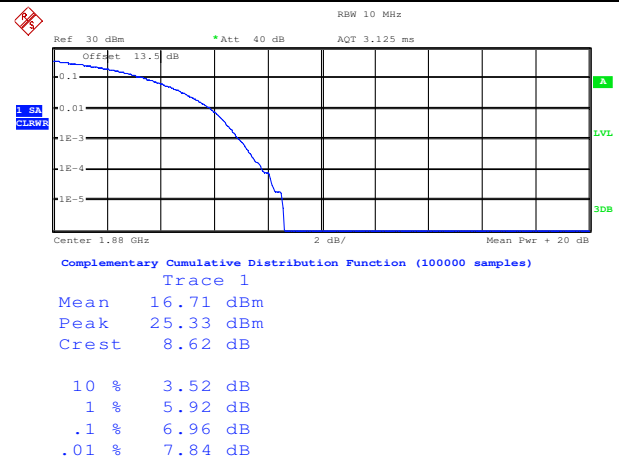 R S
RBW 10 MHz
Ref 30 dBm *Att 40 dB AQT 3.125 ms
Offset 13.5 dB
0.1
A
1 SA
CLRWR
0.01
LVL
1E-3
1E-4
1E-5
3DB
Center 1.88 GHz 2 dB/ Mean Pwr + 20 dB
Complementary Cumulative Distribution Function (100000 samples)
Trace 1
Mean 16.71 dBm
Peak 25.33 dBm
Crest 8.62 dB
10 % 3.52 dB
1 % 5.92 dB
.1 % 6.96 dB
.01 % 7.84 dB